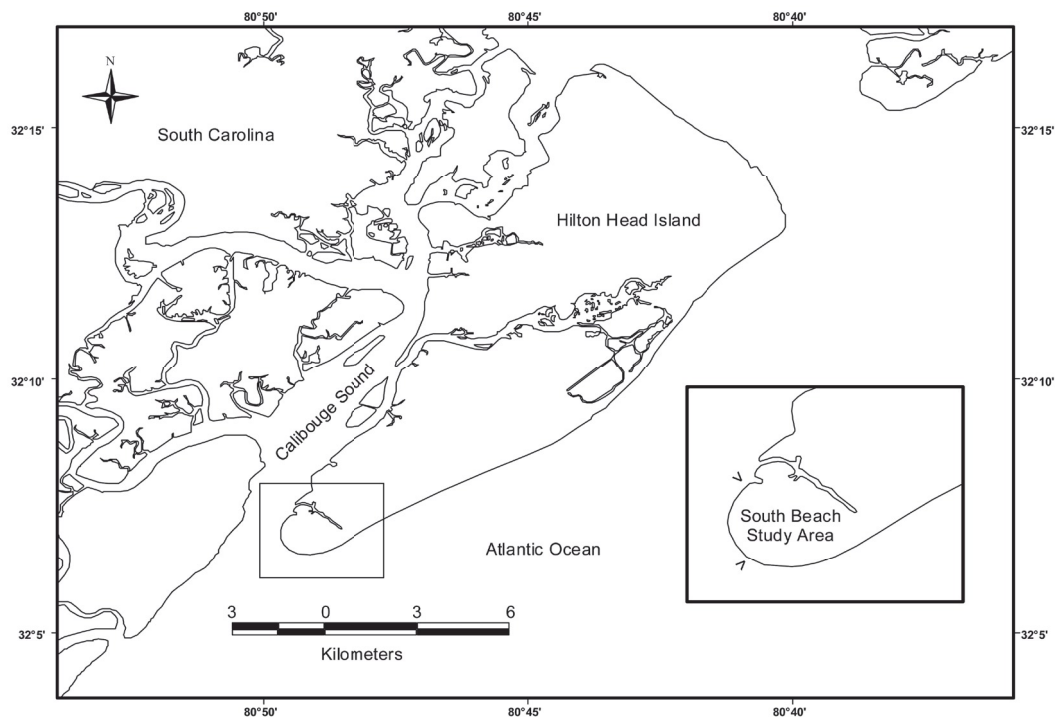 80°50'
80°45'
80°40'
N
32°15'
South Carolina
32°15'
Hilton Head Island
32°10'
Calibouge Sound
32°10'
South Beach
Study Area
Atlantic Ocean
3 0 3 6
32°5'
32°5'
Kilometers
80°50'
80°45'
80°40'